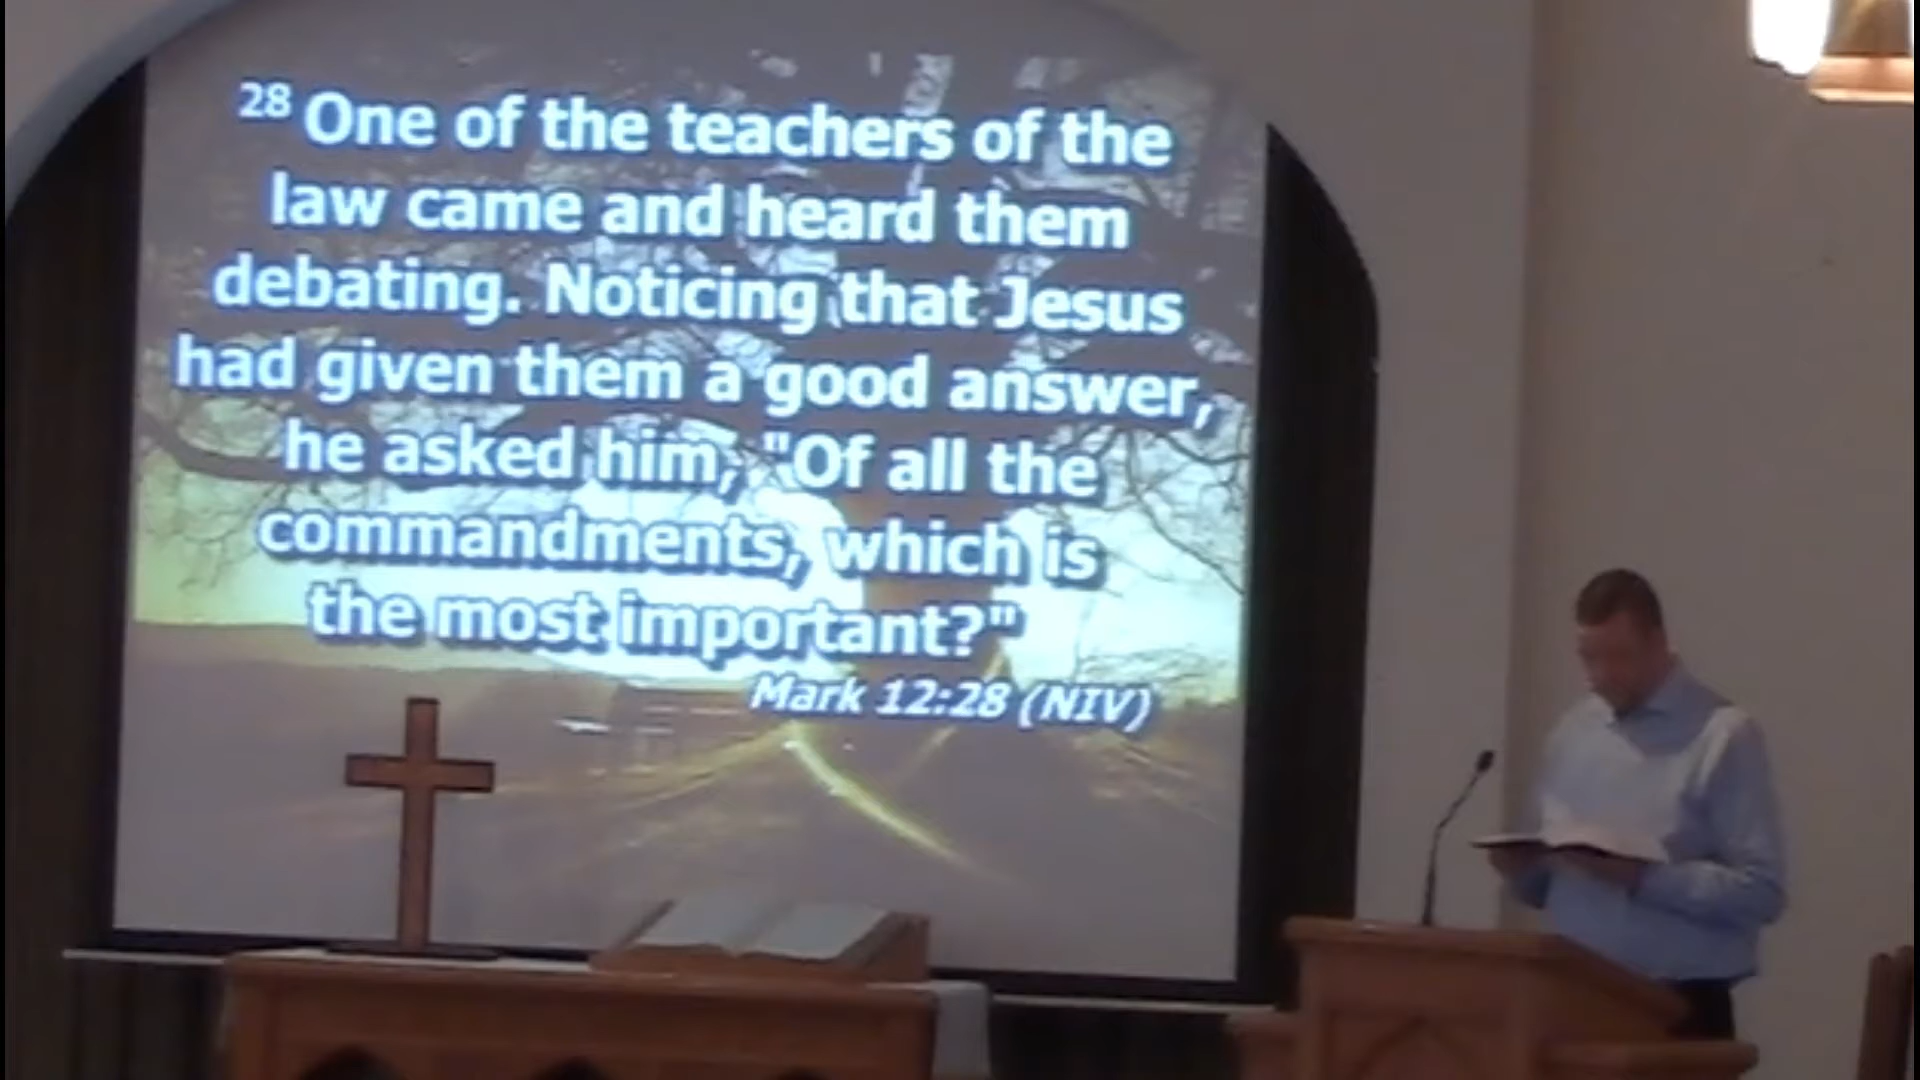 28 One of the teachers of the
law came and heard them
debating. Noticing that Jesus
had given them a good answer,
he asked him, "Of all the
commandments, which is
the most important?"
Mark 12:28 (NIV)